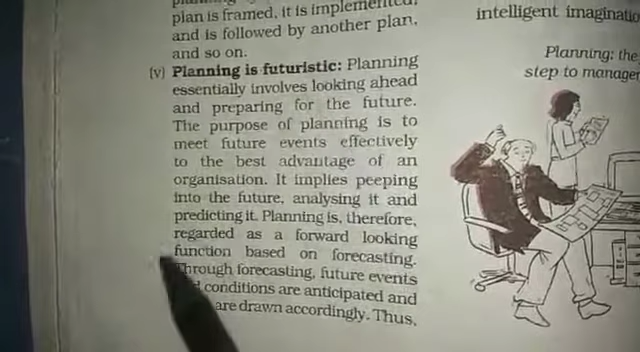 plan is framed, it is implemented,
and is followed by another plan,
and so on.
(v) Planning is futuristic: Planning
essentially involves looking ahead
and preparing for the future.
The purpose of planning is to
meet future events effectively
to the best advantage of an
organisation. It implies peeping
into the future, analysing it and
predicting it. Planning is, therefore,
regarded as a forward looking
function based on forecasting.
Through forecasting, future events
conditions are anticipated and
are drawn accordingly. Thus,
intelligent
Planning: the
step to